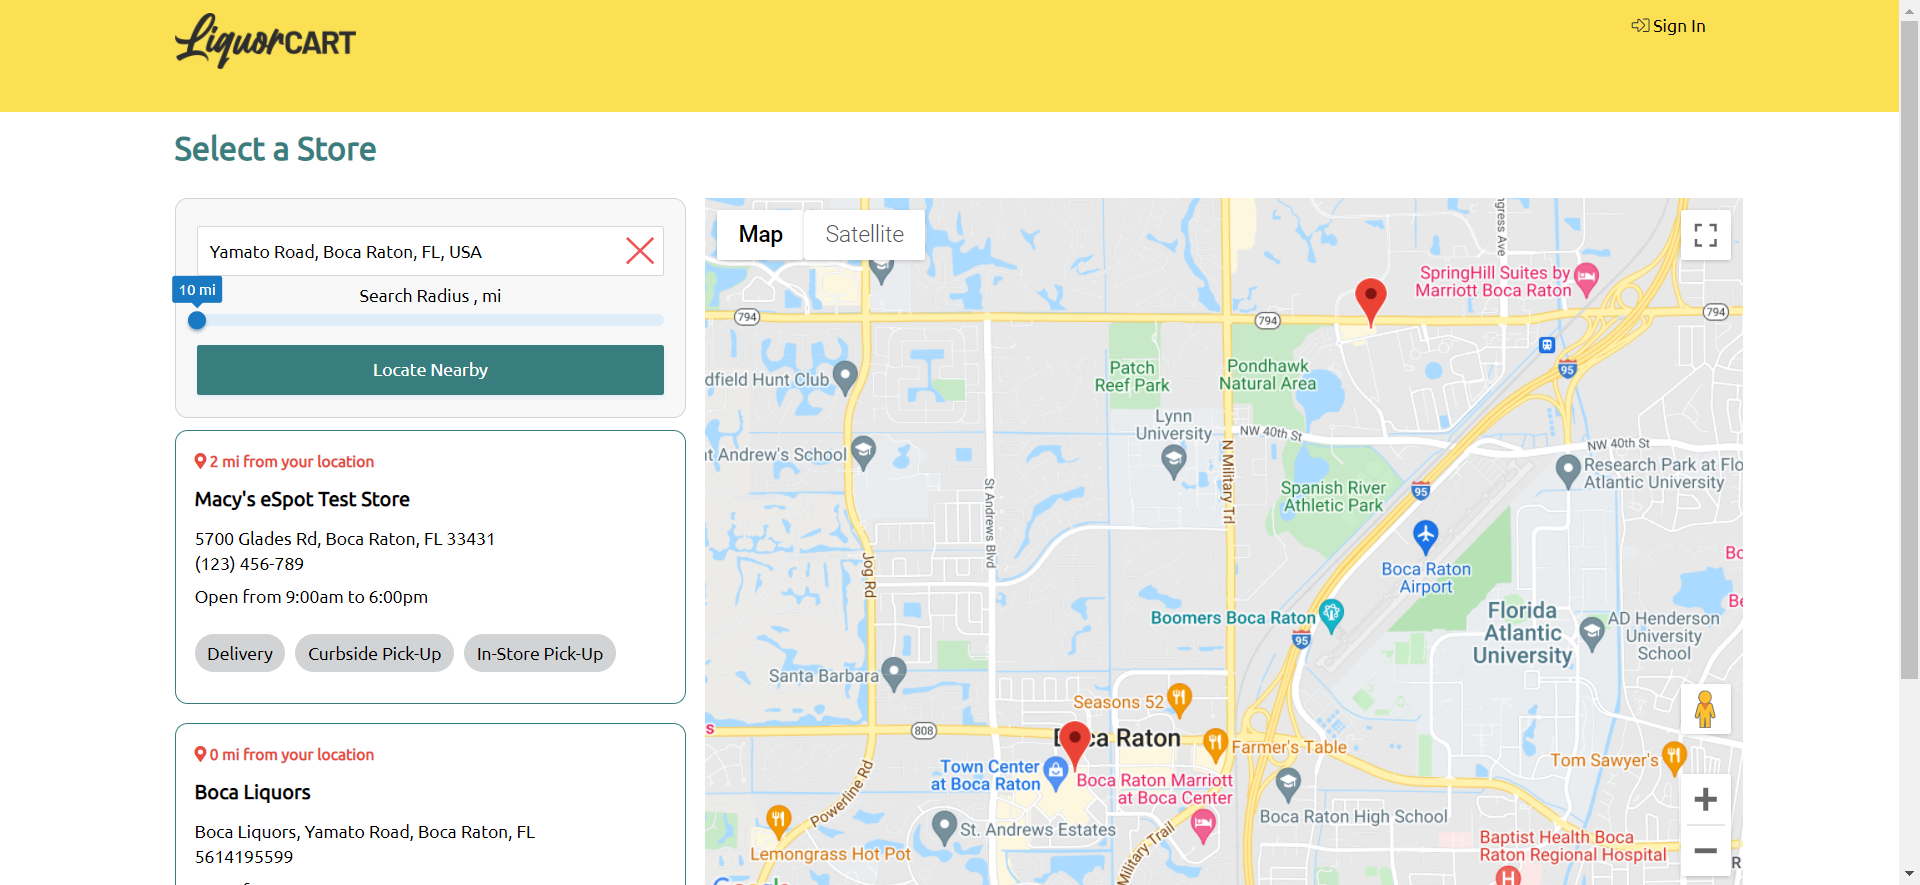 LiquorCART
Sign In
Select a Store
Yamato Road, Boca Raton, FL, USA
10 mi
Search Radius , mi
Locate Nearby
2 mi from your location
Macy's eSpot Test Store
5700 Glades Rd, Boca Raton, FL 33431
(123) 456-789
Open from 9:00am to 6:00pm
Delivery
Curbside Pick-Up
In-Store Pick-Up
0 mi from your location
Boca Liquors
Boca Liquors, Yamato Road, Boca Raton, FL
5614195599
Map
Satellite
gress Ave
SpringHill Suites by
Marriott Boca Raton
794
794
794
95
dfield Hunt Club
Patch
Reef Park
Pondhawk
Natural Area
Lynn
University
NW 40th St
NW 40th St
N Military Trl
t Andrew's School
St Andrews Blvd
Research Park at Flo
Atlantic University
Spanish River
Athletic Park
95
Jog Rd
Boca Raton
Airport
Bo
Be
Boomers Boca Raton
95
Florida
Atlantic
University
AD Henderson
University
School
Santa Barbara
Seasons 52
s
808
ca Raton
Farmer's Table
Town Center
at Boca Raton
Boca Raton Marriott
at Boca Center
Tom Sawyer's
Powerline Rd
Boca Raton High School
St. Andrews Estates
Military Trail
Lemongrass Hot Pot
Baptist Health Boca
Raton Regional Hospital
H
R